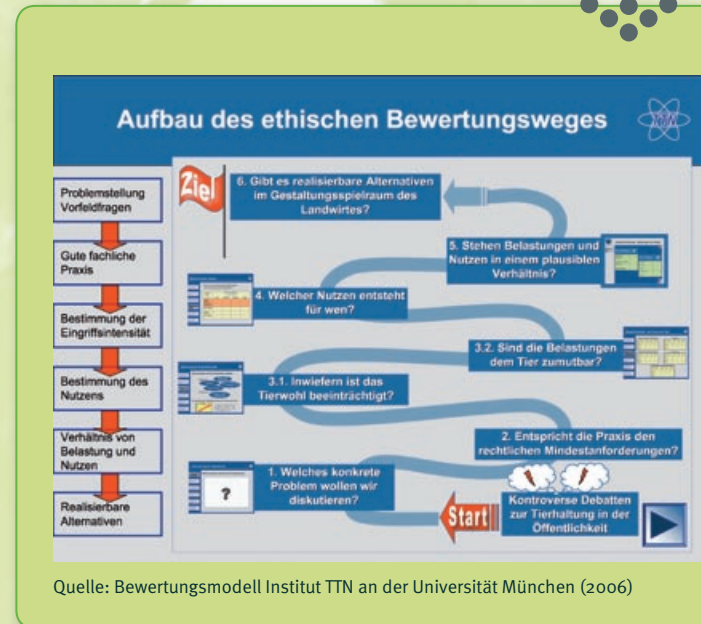 Aufbau des ethischen Bewertungsweges
TTN
Problemstellung
Vorfeldfragen
Gute fachliche
Praxis
Bestimmung der
Eingriffsintensität
Bestimmung des
Nutzens
Verhältnis von
Belastung und
Nutzen
Realisierbare
Alternativen
Ziel
6. Gibt es realisierbare Alternativen
im Gestaltungsspielraum des
Landwirtes?
5. Stehen Belastungen und
Nutzen in einem plausiblen
Verhältnis?
4. Welcher Nutzen entsteht
für wen?
3.2. Sind die Belastungen
dem Tier zumutbar?
3.1. Inwiefern ist das
Tierwohl beeinträchtigt?
2. Entspricht die Praxis den
rechtlichen Mindestanforderungen?
1. Welches konkrete
Problem wollen wir
diskutieren?
?
Start
Kontroverse Debatten
zur Tierhaltung in der
Öffentlichkeit
Quelle: Bewertungsmodell Institut TTN an der Universität München (2006)